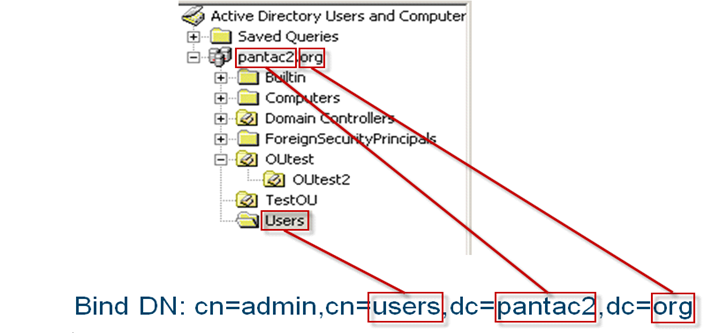 Active Directory Users and Computer
Saved Queries
pantac2.org
Builtin
Computers
Domain Controllers
ForeignSecurityPrincipals
OUtest
OUtest2
TestOU
Users
Bind DN: cn=admin,cn=users,dc=pantac2,dc=org